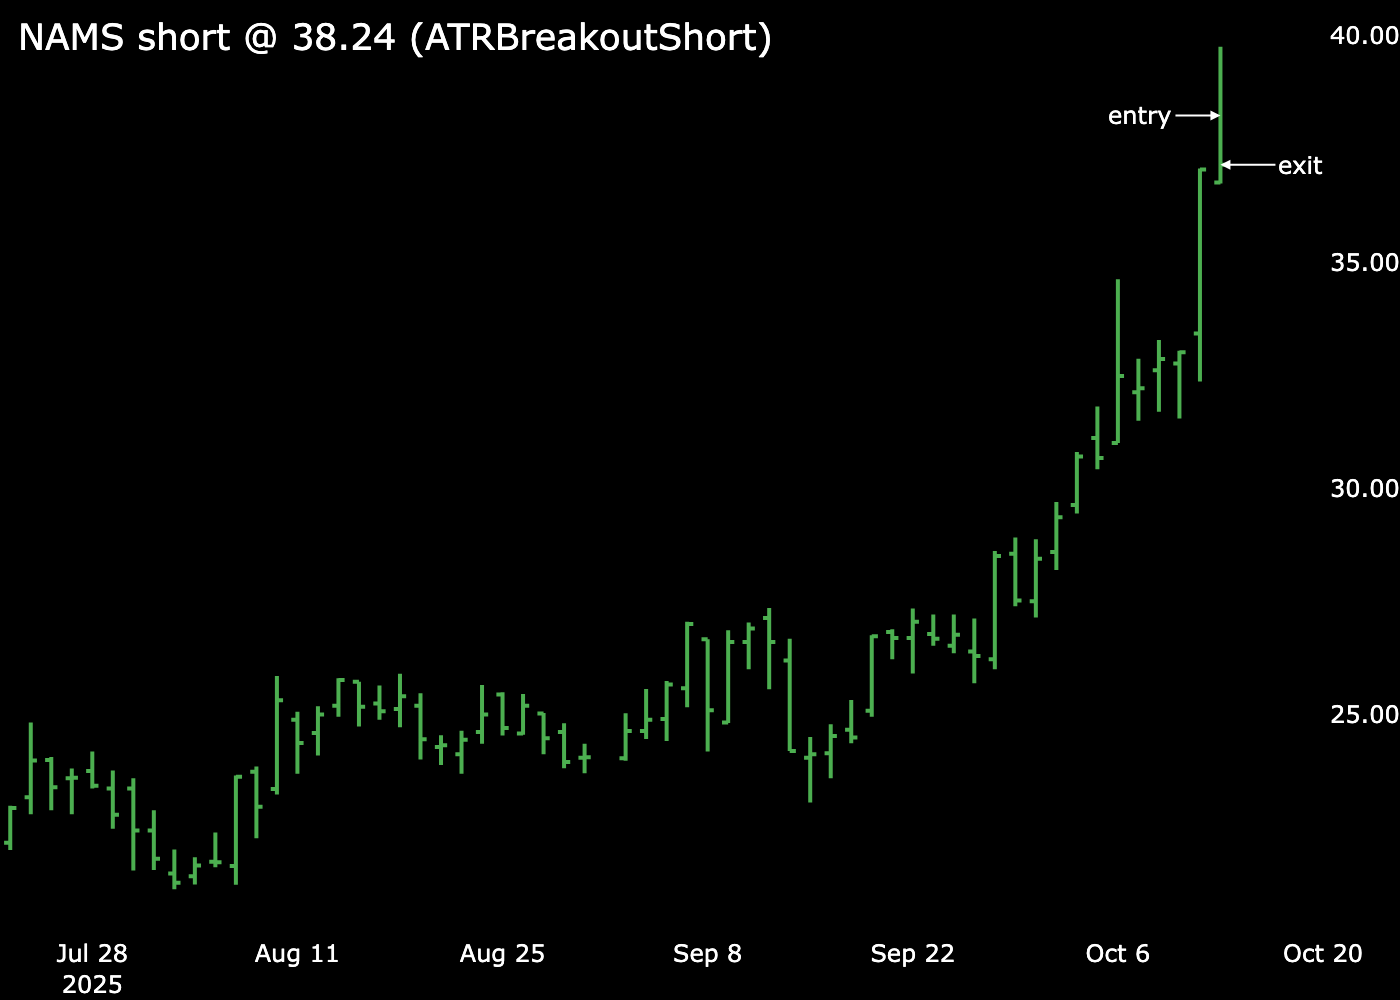 NAMS short @ 38.24 (ATRBreakoutShort)
40.00
entry
exit
35.00
30.00
25.00
Jul 28 Aug 11 Aug 25 Sep 8 Sep 22 Oct 6 Oct 20
2025